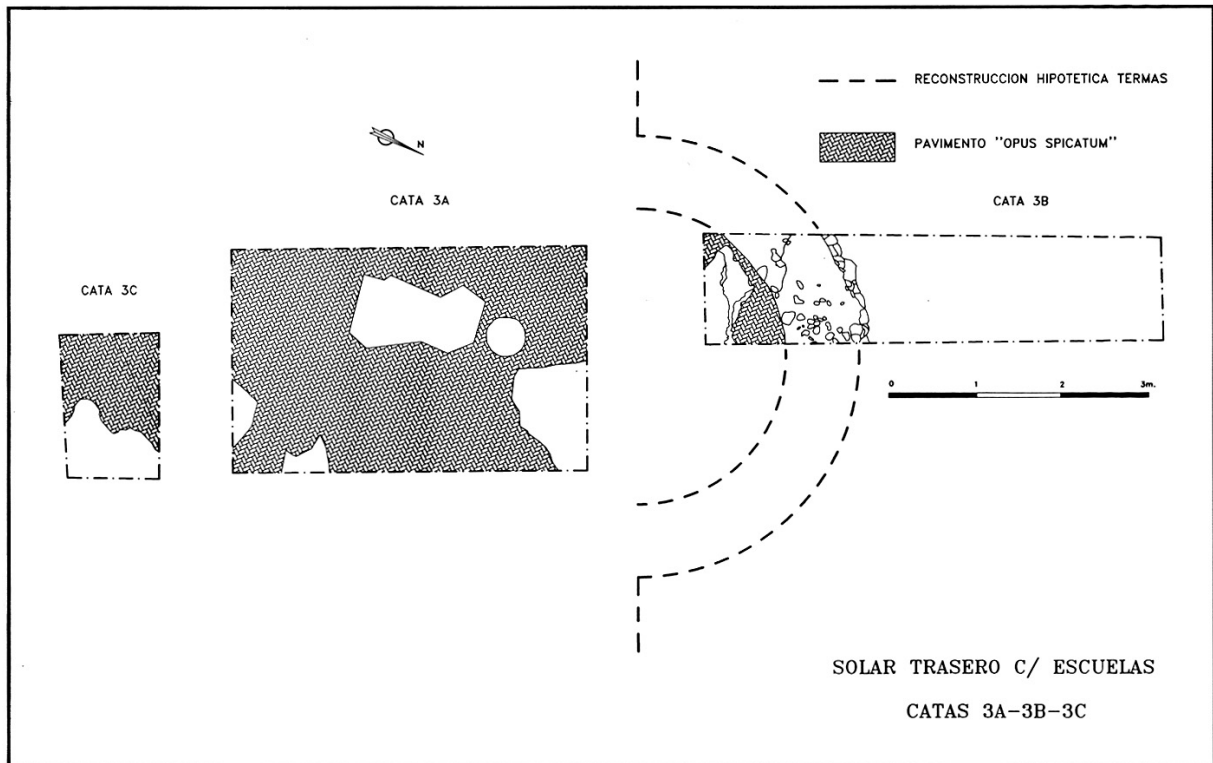 RECONSTRUCCION HIPOTETICA TERMAS
PAVIMENTO "OPUS SPICATUM"
N
CATA 3A
CATA 3B
CATA 3C
0 1 2 3m.
SOLAR TRASERO C/ ESCUELAS
CATAS 3A-3B-3C